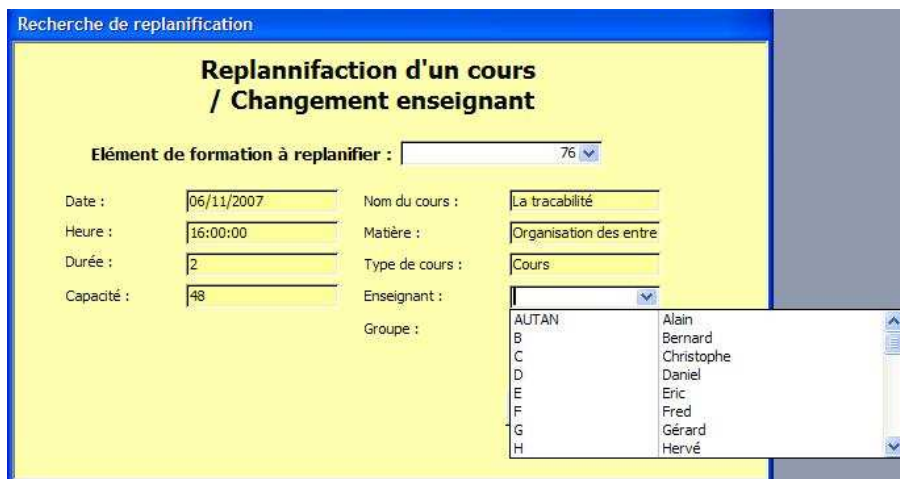 Recherche de replanification
Replannifaction d'un cours
/ Changement enseignant
Elément de formation à replanifier : 76
Date : 06/11/2007 Nom du cours : La tracabilité
Heure : 16:00:00 Matière : Organisation des entre
Durée : 2 Type de cours : Cours
Capacité : 48 Enseignant :
Groupe :
AUTAN Alain
B Bernard
C Christophe
D Daniel
E Eric
F Fred
G Gérard
H Hervé